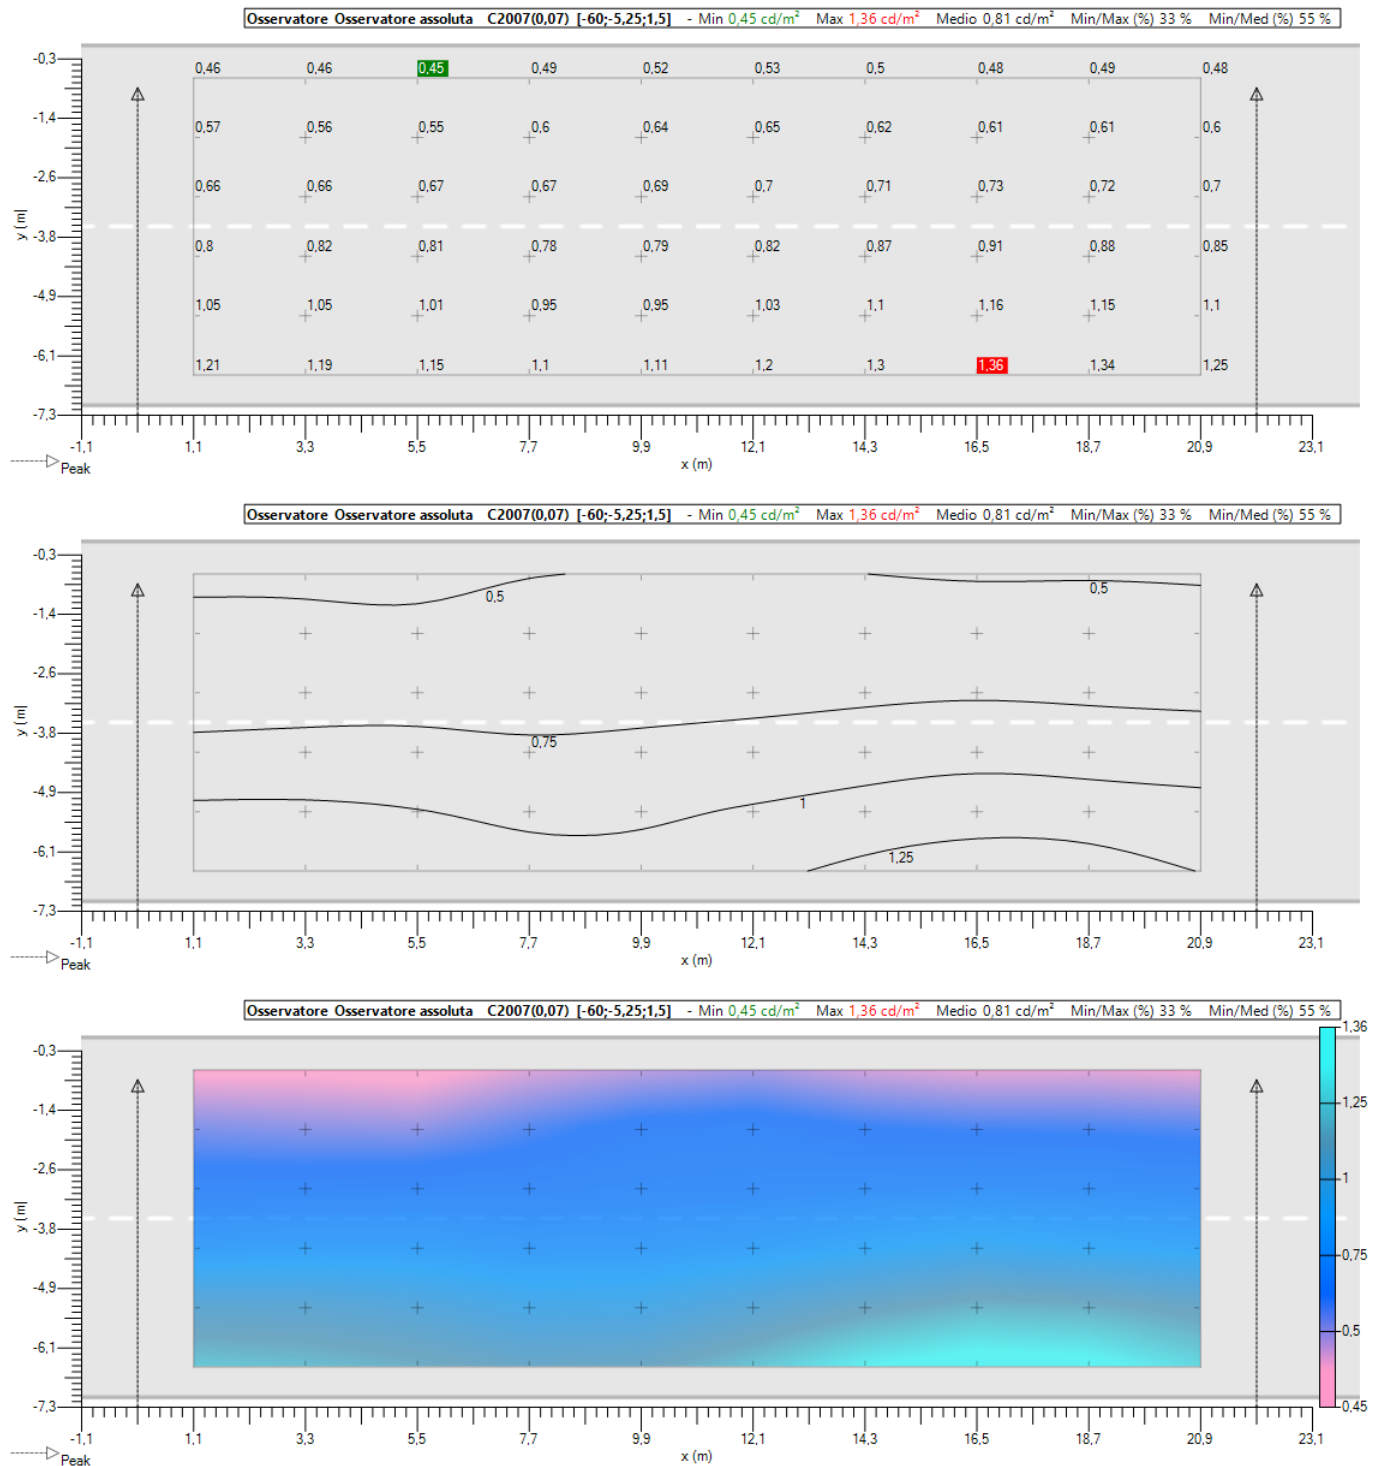 Osservatore Osservatore assoluta C2007(0,07) [-60;-5,25;1,5] - Min 0,45 cd/m² Max 1,36 cd/m² Medio 0,81 cd/m² Min/Max (%) 33 % Min/Med (%) 55 %
-0,3
0,46 0,46 0,45 0,49 0,52 0,53 0,5 0,48 0,49 0,48
-1,4
0,57 0,56 0,55 0,6 0,64 0,65 0,62 0,61 0,61 0,6
-2,6
0,66 0,66 0,67 0,67 0,69 0,7 0,71 0,73 0,72 0,7
y (m)
-3,8
0,8 0,82 0,81 0,78 0,79 0,82 0,87 0,91 0,88 0,85
-4,9
1,05 1,05 1,01 0,95 0,95 1,03 1,1 1,16 1,15 1,1
-6,1
1,21 1,19 1,15 1,1 1,11 1,2 1,3 1,36 1,34 1,25
-7,3
-1,1 1,1 3,3 5,5 7,7 9,9 12,1 14,3 16,5 18,7 20,9 23,1
Peak
x (m)
Osservatore Osservatore assoluta C2007(0,07) [-60;-5,25;1,5] - Min 0,45 cd/m² Max 1,36 cd/m² Medio 0,81 cd/m² Min/Max (%) 33 % Min/Med (%) 55 %
-0,3
0,5 0,5
-1,4
-2,6
y (m)
-3,8
0,75
-4,9
1
-6,1
1,25
-7,3
-1,1 1,1 3,3 5,5 7,7 9,9 12,1 14,3 16,5 18,7 20,9 23,1
Peak
x (m)
Osservatore Osservatore assoluta C2007(0,07) [-60;-5,25;1,5] - Min 0,45 cd/m² Max 1,36 cd/m² Medio 0,81 cd/m² Min/Max (%) 33 % Min/Med (%) 55 %
1,36
-0,3
1,25
-1,4
-2,6
1
y (m)
-3,8
0,75
-4,9
0,5
-6,1
0,45
-7,3
-1,1 1,1 3,3 5,5 7,7 9,9 12,1 14,3 16,5 18,7 20,9 23,1
Peak
x (m)